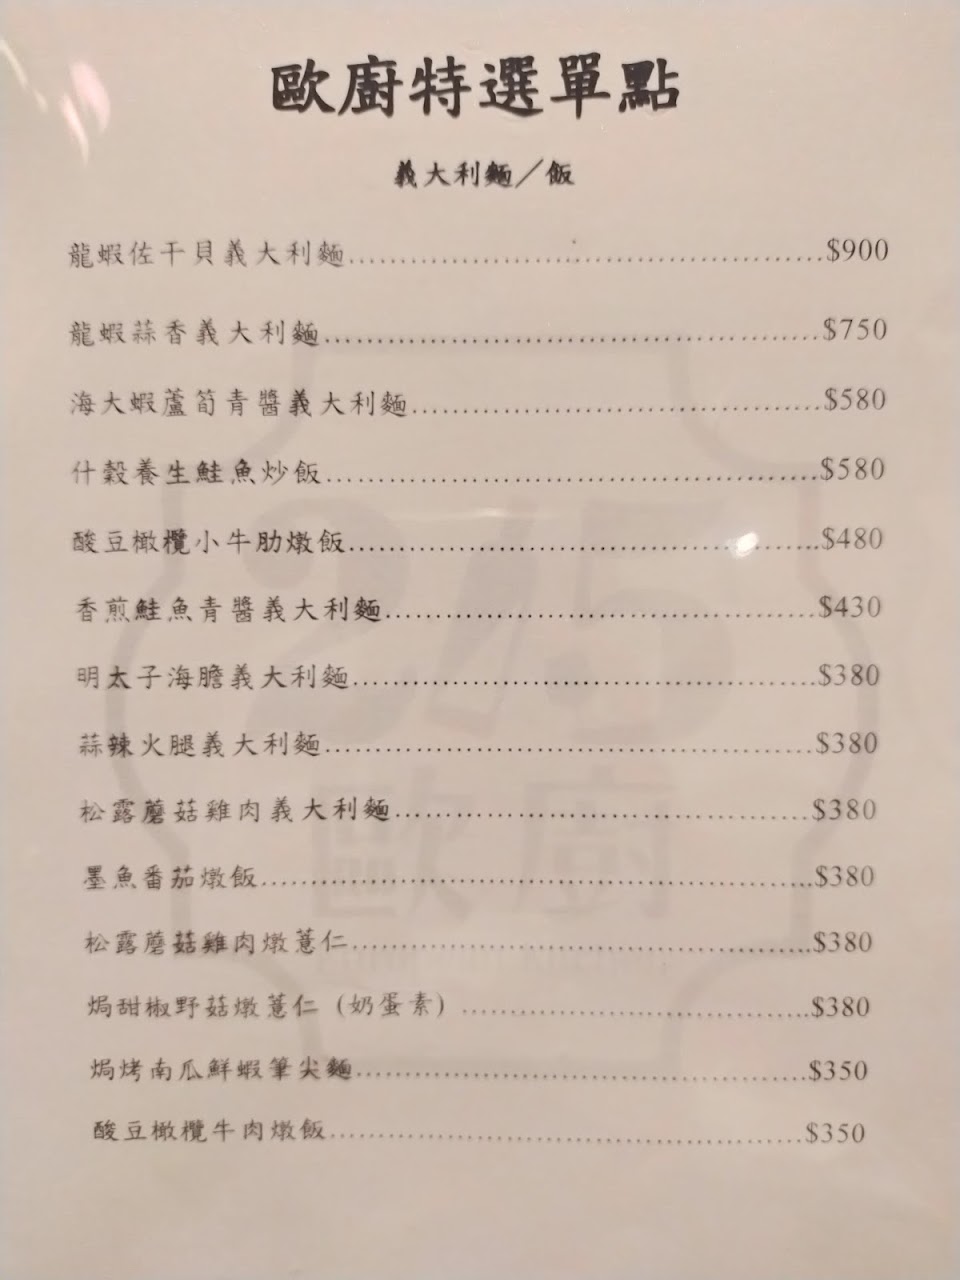 歐廚特選單點
義大利麵／飯
龍蝦佐干貝義大利麵........................................$900
龍蝦蒜香義大利麵........................................$750
海大蝦蘆筍青醬義大利麵........................................$580
什穀養生鮭魚炒飯........................................$580
酸豆橄欖小牛肋燉飯........................................$480
香煎鮭魚青醬義大利麵........................................$430
明太子海膽義大利麵........................................$380
蒜辣火腿義大利麵........................................$380
松露蘑菇雞肉義大利麵........................................$380
墨魚番茄燉飯........................................$380
松露蘑菇雞肉燉薏仁........................................$380
焗甜椒野菇燉薏仁（奶蛋素）........................................$380
焗烤南瓜鮮蝦筆尖麵........................................$350
酸豆橄欖牛肉燉飯........................................$350
245
歐廚